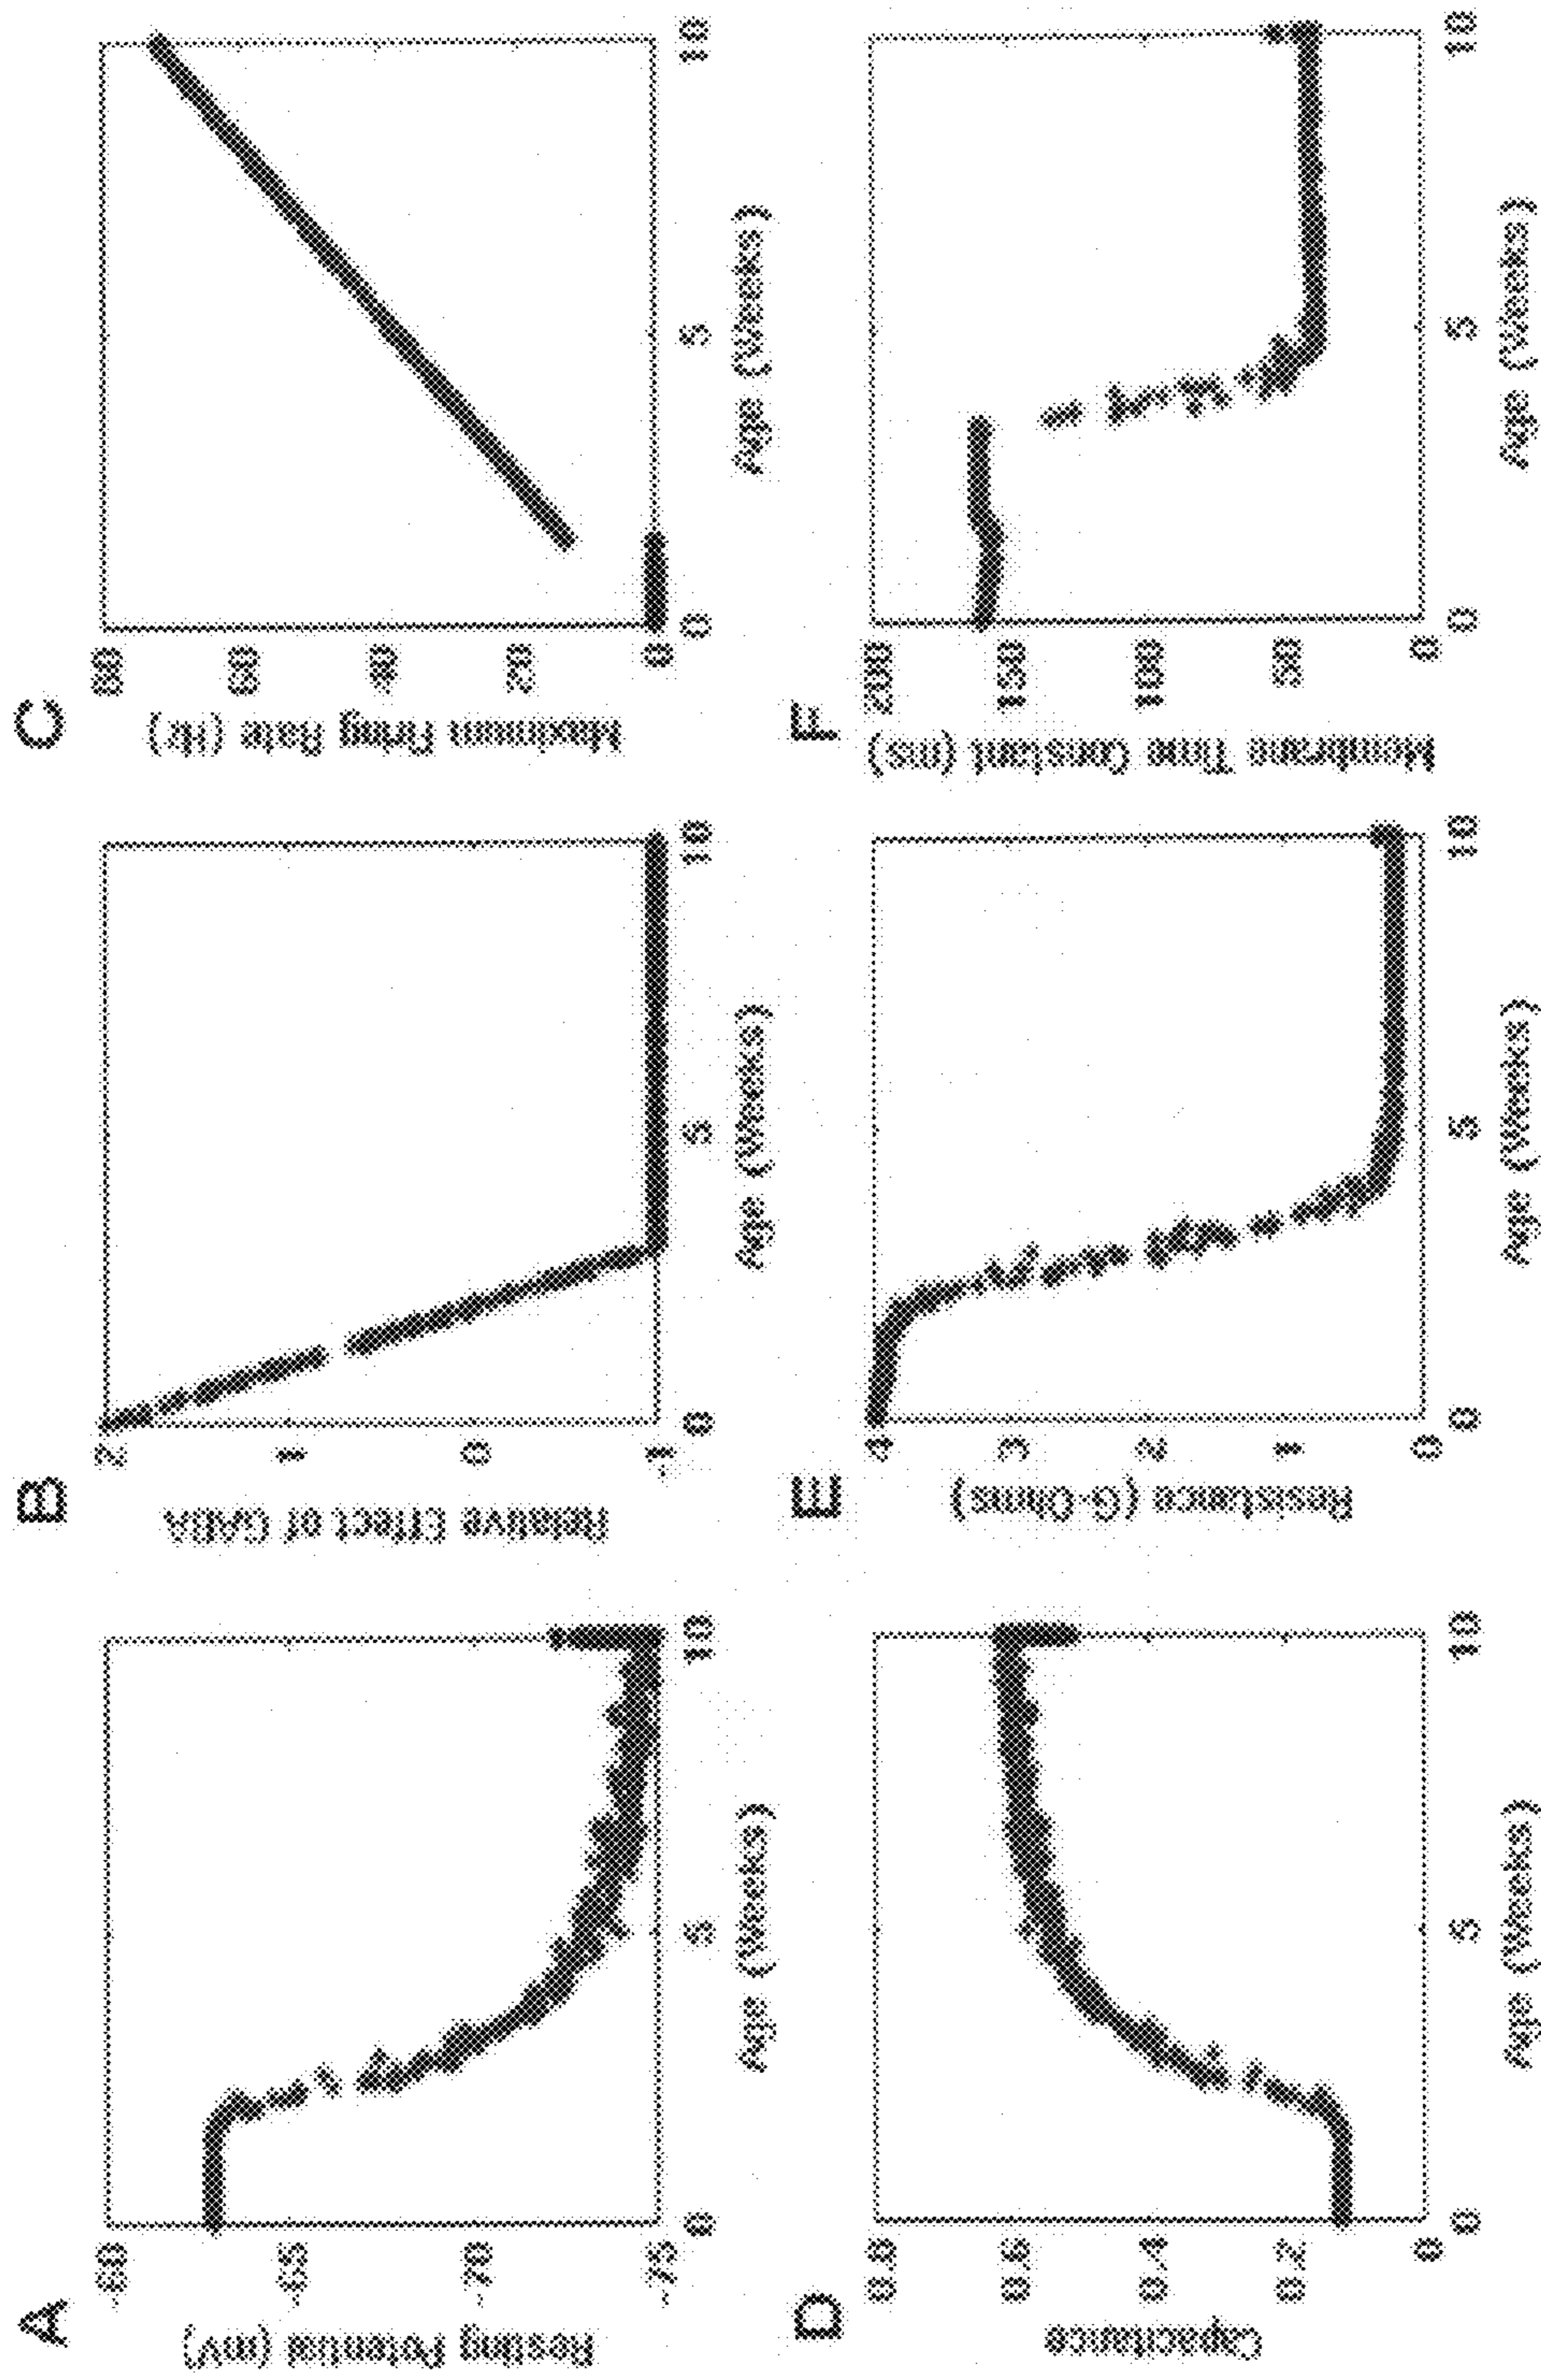 A
Resting Potential (mV)
-60
-65
-70
-75
0
5
10
Age (Weeks)
B
Relative Effect of GABA
2
1
0
-1
0
5
10
Age (Weeks)
C
Maximum Firing Rate (Hz)
80
60
40
20
0
0
5
10
Age (Weeks)
D
Capacitance
0.8
0.6
0.4
0.2
0
0
5
10
Age (Weeks)
E
Resistance (G-Ohms)
4
3
2
1
0
0
5
10
Age (Weeks)
F
Membrane Time Constant (ms)
200
150
100
50
0
0
5
10
Age (Weeks)